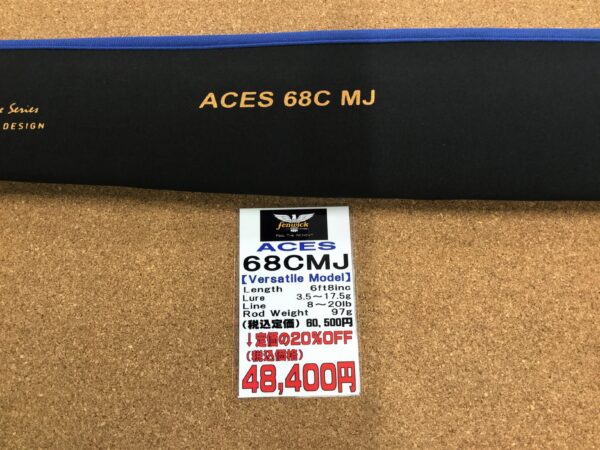 Series
DESIGN
ACES 68C MJ
fenwick
ACES
68CMJ
【Versatile Model】
Length 6ft8inc
Lure 3.5～17.5g
Line 8～20lb
Rod Weight 97g
(税込定価) 60,500円
↓定価の20%OFF
(税込価格)
48,400円